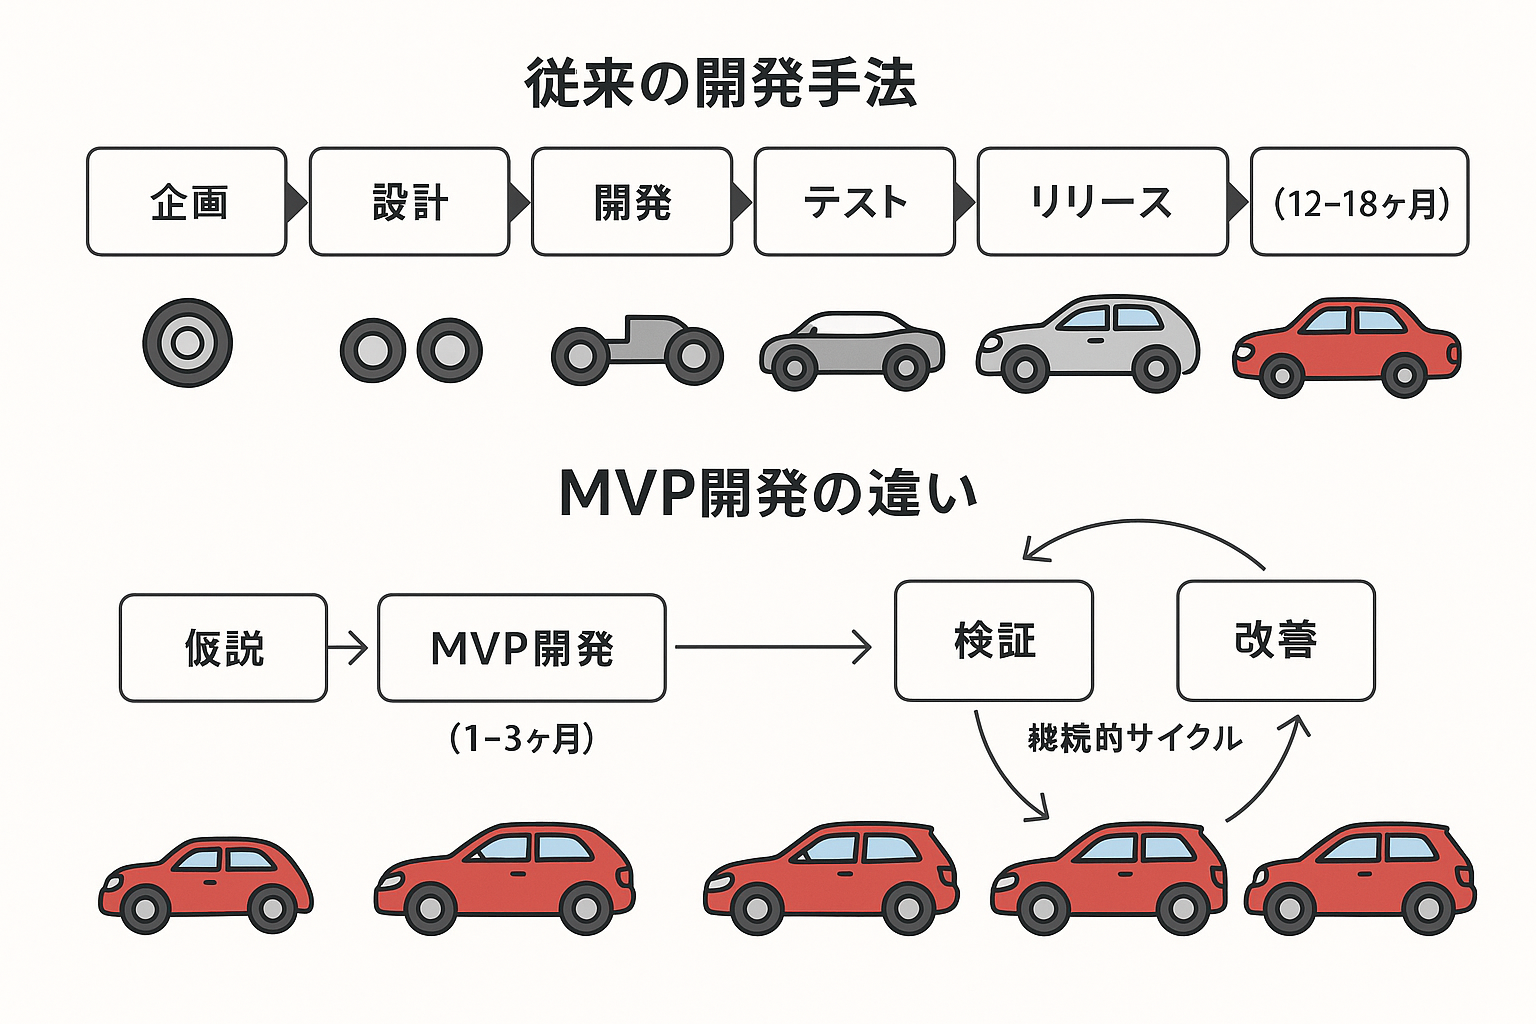 従来の開発手法
企画
設計
開発
テスト
リリース
(12-18ヶ月)
MVP開発の違い
仮説
MVP開発
(1-3ヶ月)
検証
改善
的サイクル